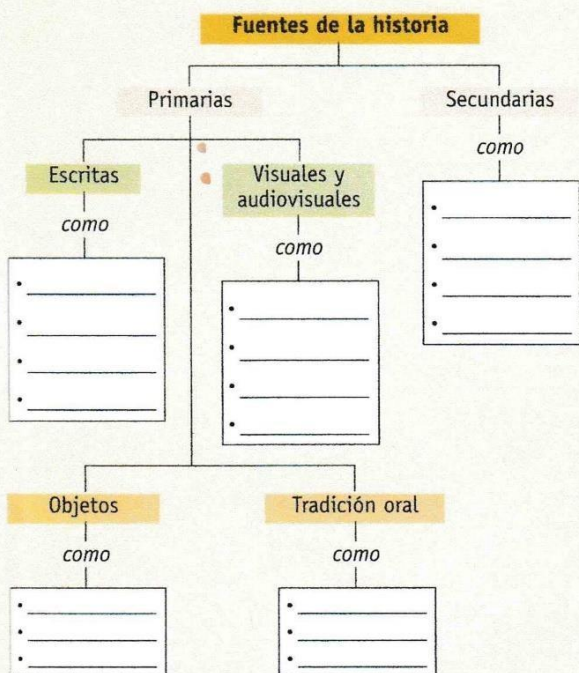 Fuentes de la historia
Primarias
Secundarias
como
Escritas
Visuales y
audiovisuales
como
como
Objetos
Tradición oral
como
como